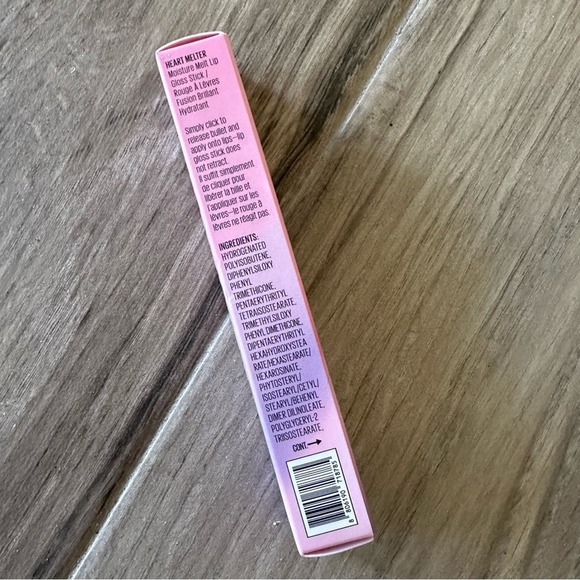 HEART MELTER
Moisture Melt Lip
Gloss Stick /
Rouge À Lèvres
Fusion Brillant
Hydratant
Simply click to
release bullet and
apply onto lips–lip
gloss stick does
not retract.
Il suffit simplement
de cliquer pour
libérer la bille et
l'appliquer sur les
lèvres–le rouge à
lèvres ne réagit pas.
INGREDIENTS:
HYDROGENATED
POLYISOBUTENE,
DIPHENYLSILOXY
PHENYL
TRIMETHICONE,
PENTAERYTHRITYL
TETRAISOSTEARATE,
TRIMETHYLSILOXY
PHENYL DIMETHICONE,
DIPENTAERYTHRITYL
HEXAHYDROXYSTEA
RATE/HEXASTEARATE/
HEXAROSINATE,
PHYTOSTERYL/
ISOSTEARYL/CETYL/
STEARYL/BEHENYL
DIMER DILINOLEATE,
POLYGLYCERYL-2
TRIISOSTEARATE,
CONT.→
8 806190 718785